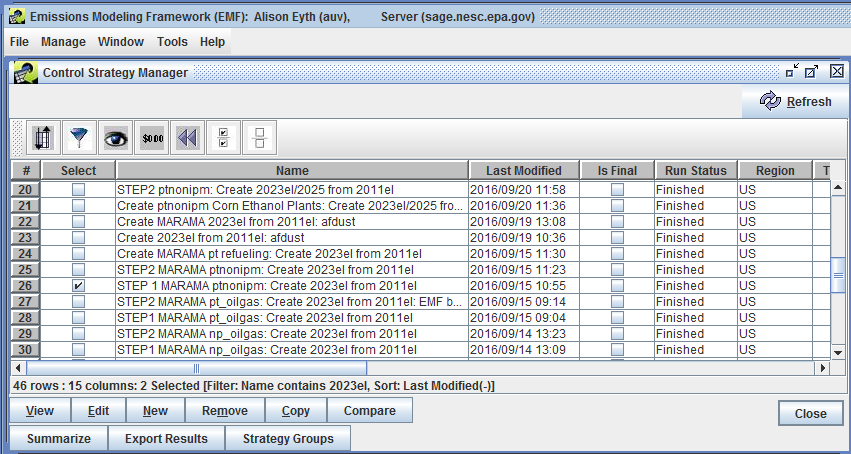 Emissions Modeling Framework (EMF): Alison Eyth (auv), Server (sage.nesc.epa.gov)
File Manage Window Tools Help
Control Strategy Manager
Refresh
$0.00
# Select Name Last Modified Is Final Run Status Region T
20 STEP2 ptnonipm: Create 2023el/2025 from 2011el 2016/09/20 11:58 Finished US
21 Create ptnonipm Corn Ethanol Plants: Create 2023el/2025 fro... 2016/09/20 11:36 Finished US
22 Create MARAMA 2023el from 2011el: afdust 2016/09/19 13:08 Finished US
23 Create 2023el from 2011el: afdust 2016/09/19 10:36 Finished US
24 Create MARAMA pt refueling: Create 2023el from 2011el 2016/09/15 11:30 Finished US
25 STEP2 MARAMA ptnonipm: Create 2023el from 2011el 2016/09/15 11:23 Finished US
26 STEP 1 MARAMA ptnonipm: Create 2023el from 2011el 2016/09/15 10:55 Finished US
27 STEP2 MARAMA pt_oilgas: Create 2023el from 2011el: EMF b... 2016/09/15 09:14 Finished US
28 STEP1 MARAMA pt_oilgas: Create 2023el from 2011el 2016/09/15 09:04 Finished US
29 STEP2 MARAMA np_oilgas: Create 2023el from 2011el 2016/09/14 13:23 Finished US
30 STEP1 MARAMA np_oilgas: Create 2023el from 2011el 2016/09/14 13:09 Finished US
46 rows : 15 columns: 2 Selected [Filter: Name contains 2023el, Sort: Last Modified(-)]
View Edit New Remove Copy Compare Close
Summarize Export Results Strategy Groups